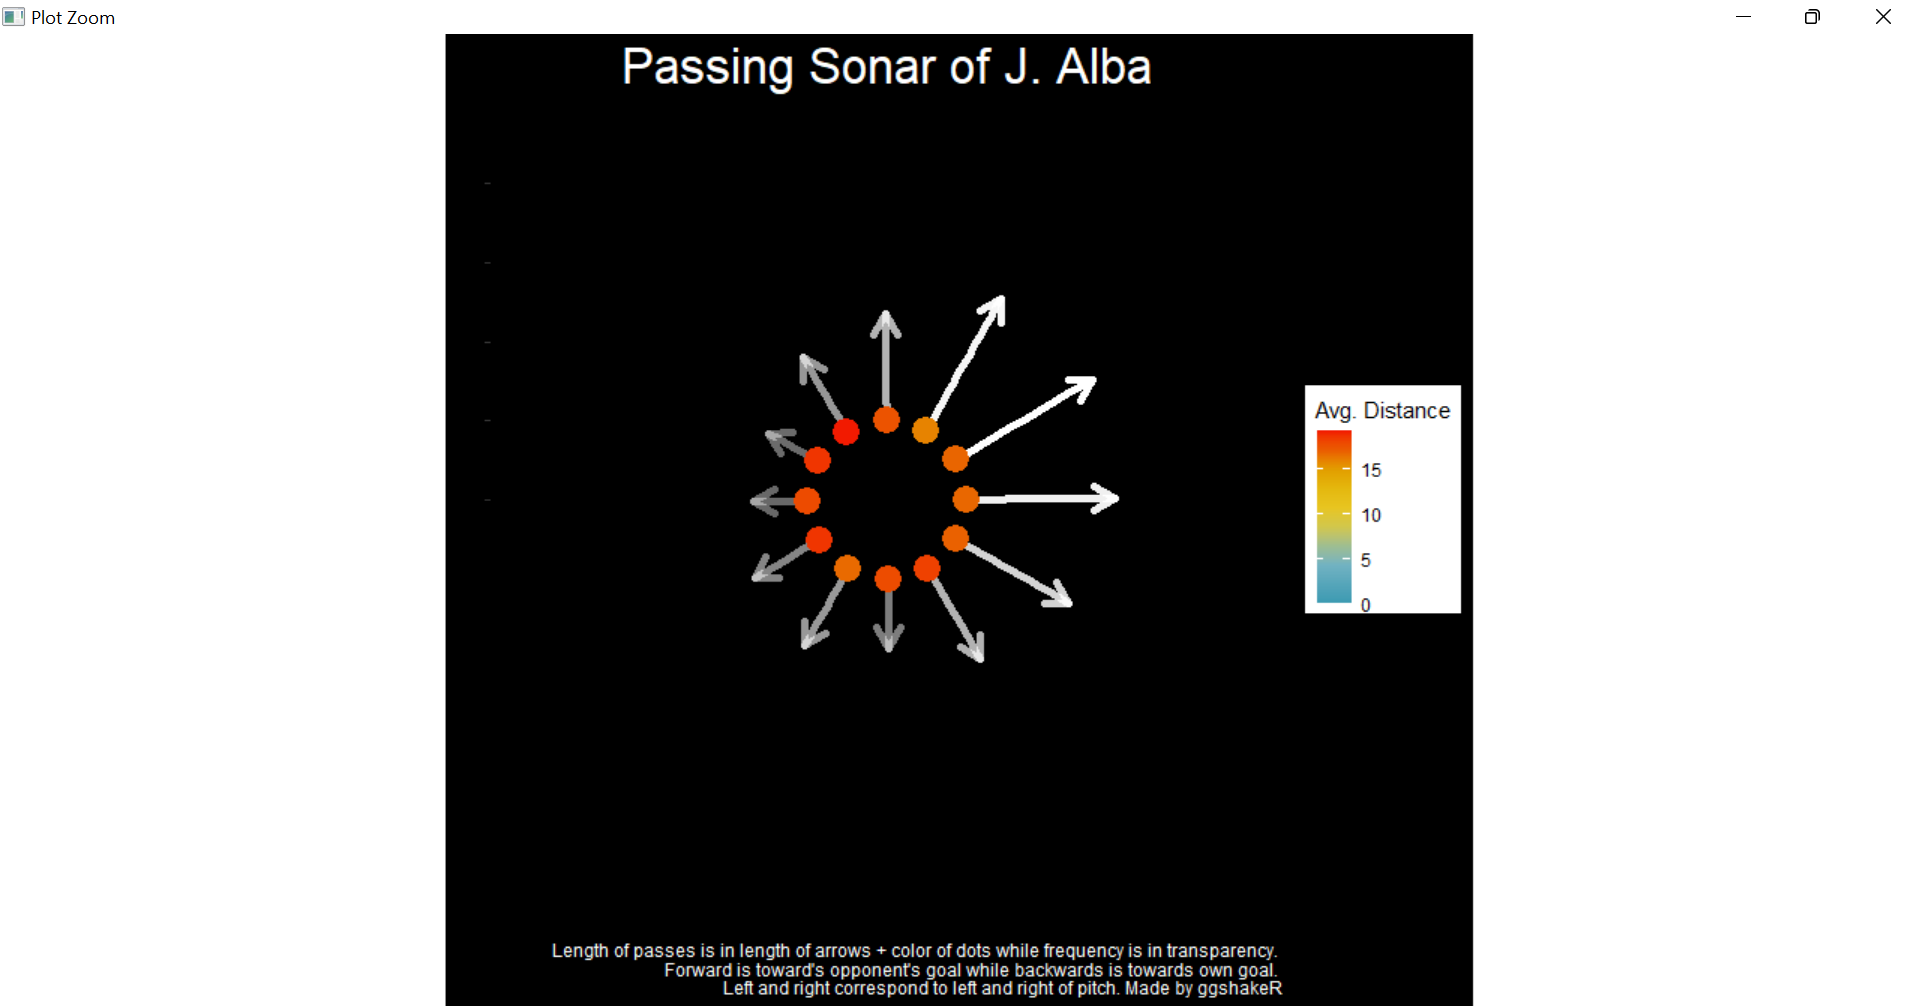 Plot Zoom
Passing Sonar of J. Alba
Avg. Distance
15
10
5
0
Length of passes is in length of arrows + color of dots while frequency is in transparency.
Forward is toward's opponent's goal while backwards is towards own goal.
Left and right correspond to left and right of pitch. Made by ggshakeR